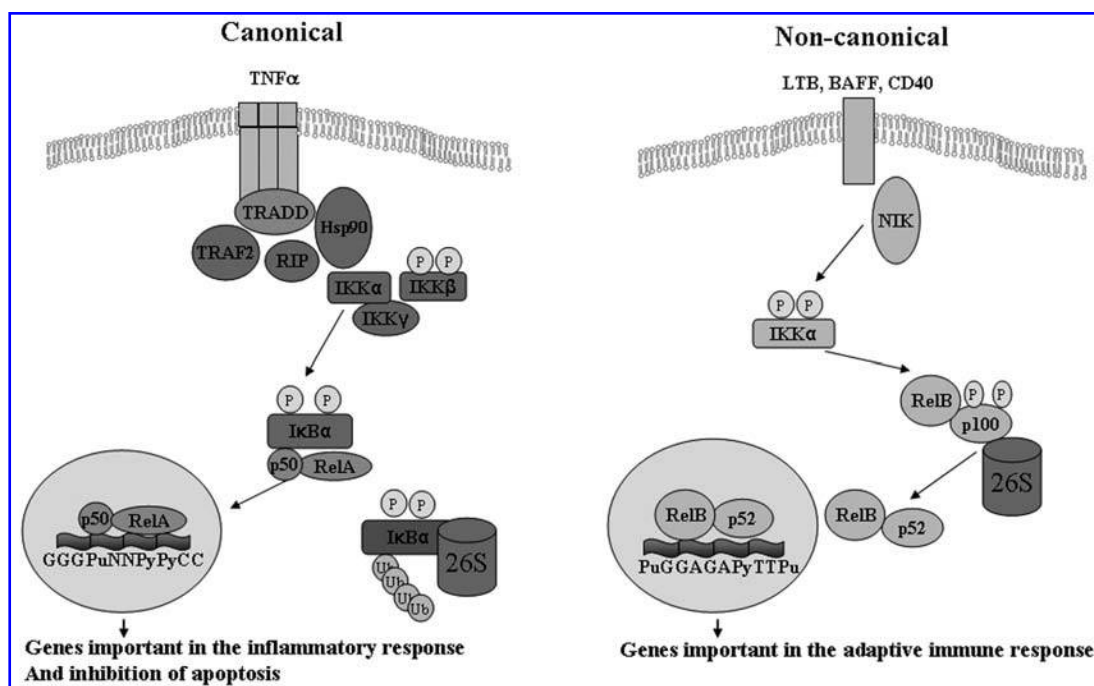 Canonical
TNFα
TRADD
Hsp90
TRAF2
RIP
P P
IKKα
IKKβ
IKKγ
P P
IκBα
p50 RelA
P P
IκBα
26S
Ub
Ub
Ub
Ub
p50 RelA
GGGPuNNPyPyCC
Genes important in the inflammatory response
And inhibition of apoptosis
Non-canonical
LTB, BAFF, CD40
NIK
P P
IKKα
RelB
P P
p100
26S
RelB
p52
RelB p52
PuGGAGAPyTTPu
Genes important in the adaptive immune response